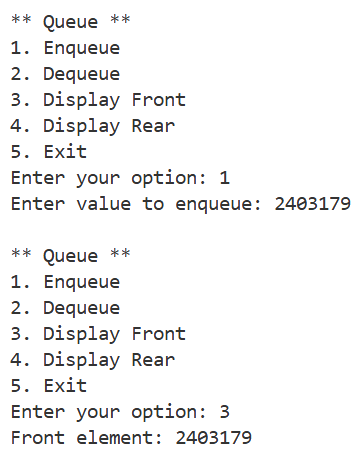 ** Queue **
1. Enqueue
2. Dequeue
3. Display Front
4. Display Rear
5. Exit
Enter your option: 1
Enter value to enqueue: 2403179

** Queue **
1. Enqueue
2. Dequeue
3. Display Front
4. Display Rear
5. Exit
Enter your option: 3
Front element: 2403179